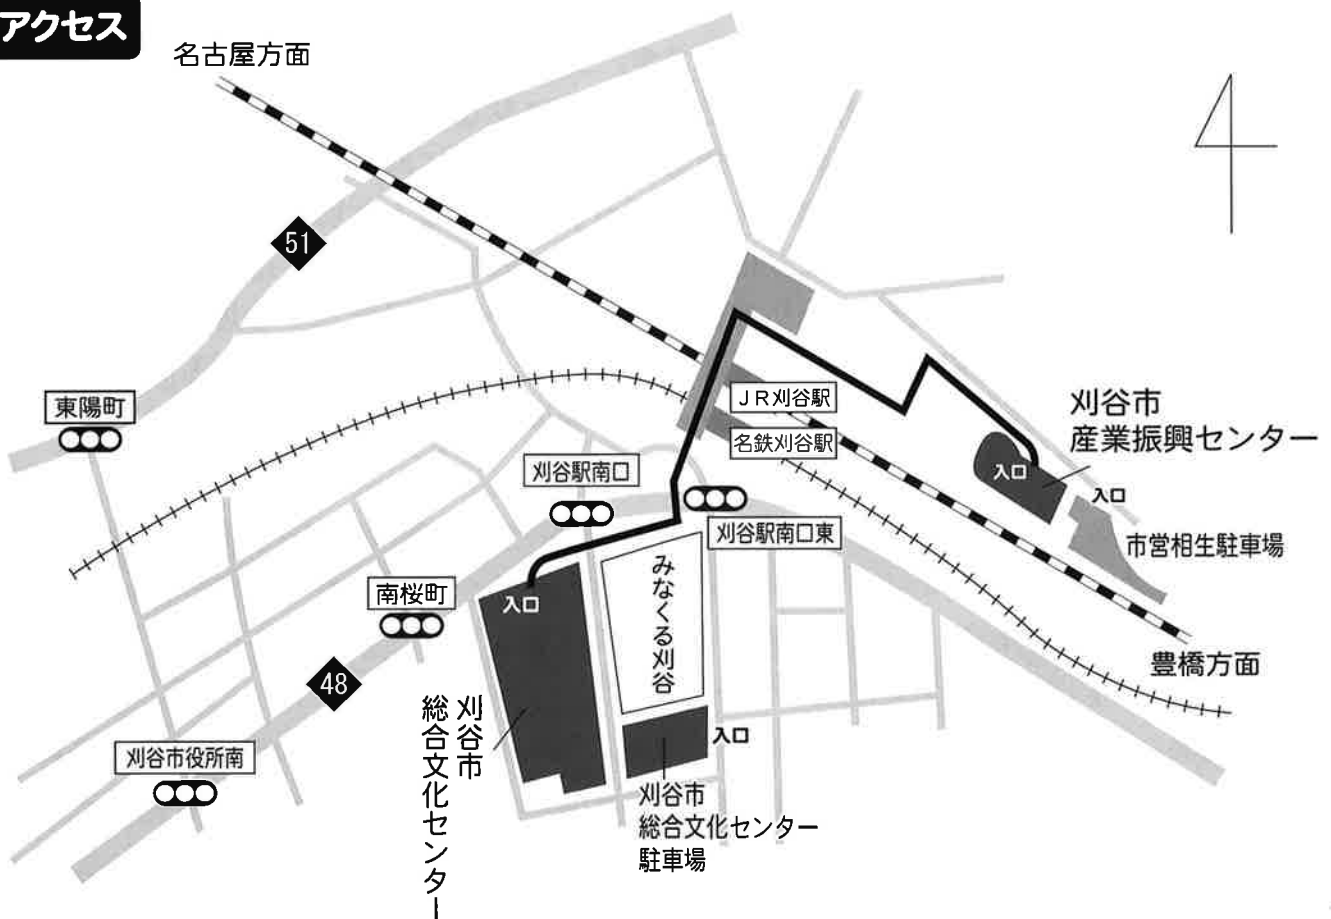 アクセス
名古屋方面
51
東陽町
JR刈谷駅
名鉄刈谷駅
刈谷市
産業振興センター
入口
入口
市営相生駐車場
刈谷駅南口
刈谷駅南口東
南桜町
入口
みなくる刈谷
豊橋方面
48
刈谷市
総合文化センター
入口
刈谷市役所南
刈谷市
総合文化センター
駐車場